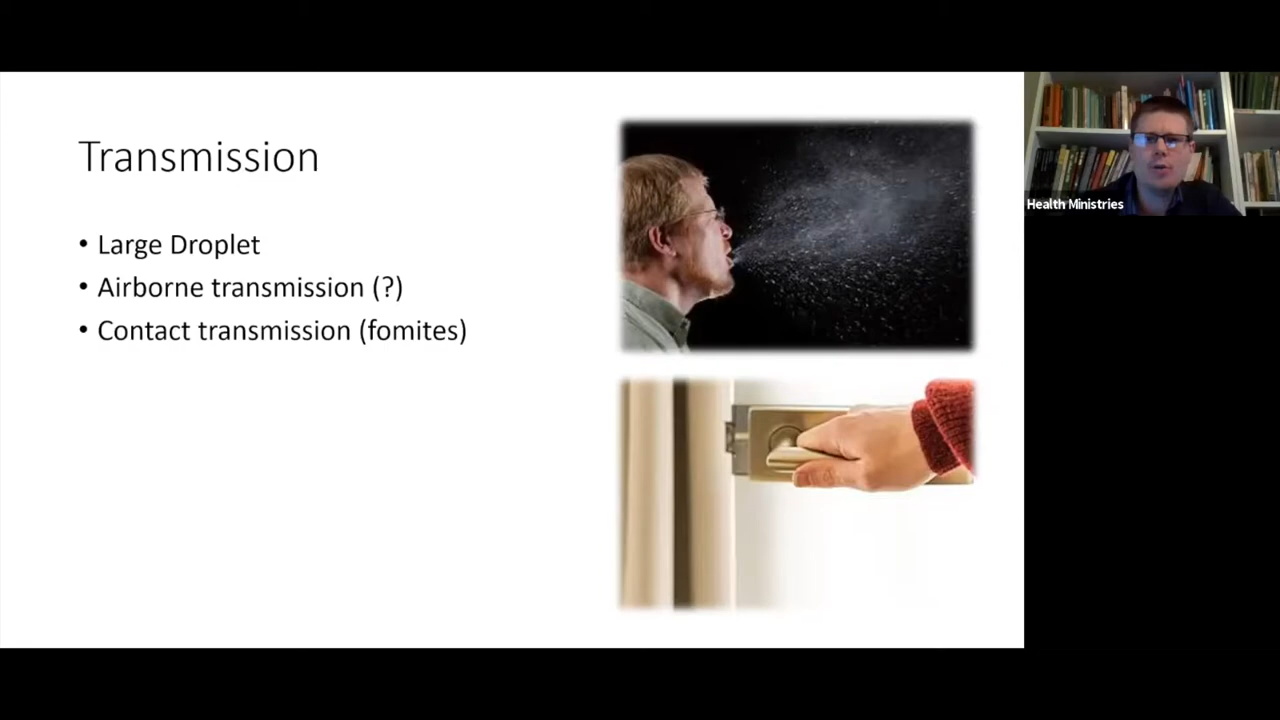 Transmission
• Large Droplet
• Airborne transmission (?)
• Contact transmission (fomites)
Health Ministries